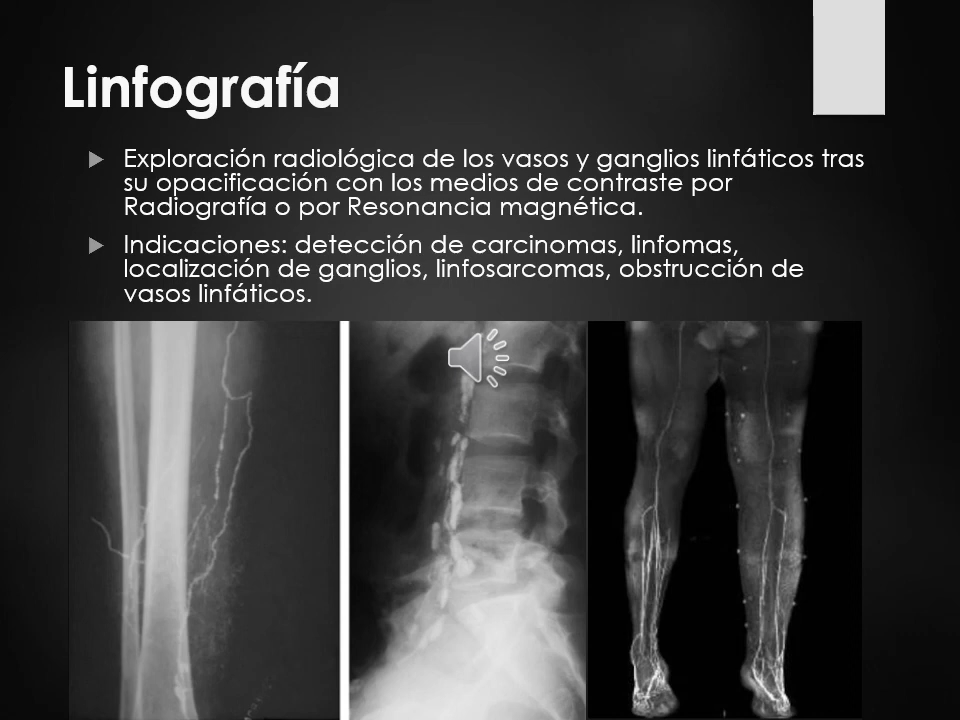 Linfografía
Exploración radiológica de los vasos y ganglios linfáticos tras
su opacificación con los medios de contraste por
Radiografía o por Resonancia magnética.
Indicaciones: detección de carcinomas, linfomas,
localización de ganglios, linfosarcomas, obstrucción de
vasos linfáticos.